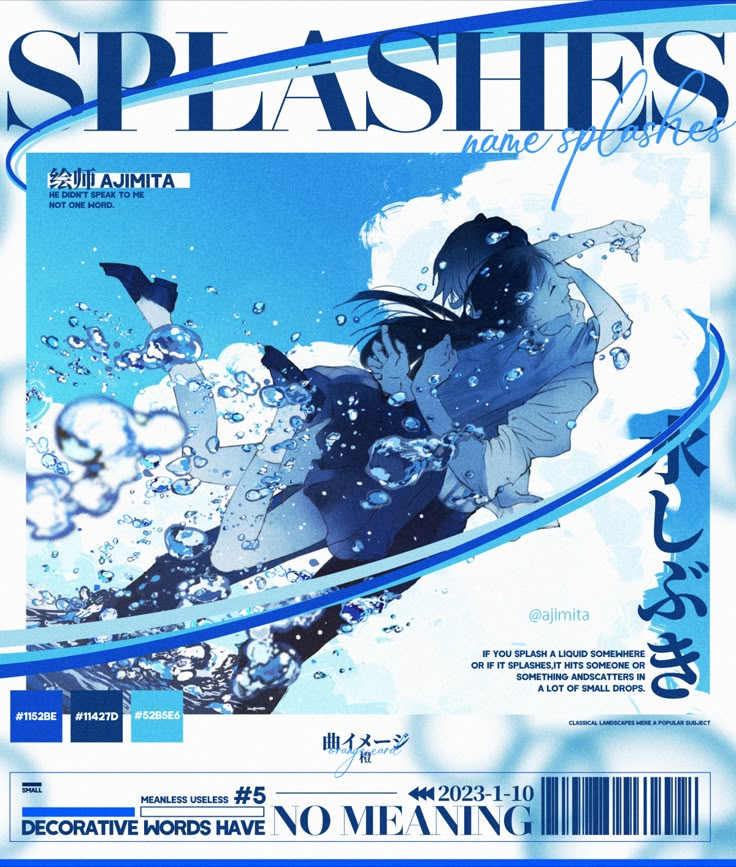 SPLASHES
name splashes
绘师 AJIMITA
HE DIDN'T SPEAK TO ME
NOT ONE WORD.
水しぶき
@ajimita
IF YOU SPLASH A LIQUID SOMEWHERE
OR IF IT SPLASHES,IT HITS SOMEONE OR
SOMETHING ANDSCATTERS IN
A LOT OF SMALL DROPS.
CLASSICAL LANDSCAPES WERE A POPULAR SUBJECT
#1152BE
#11427D
#52B5E6
曲イメージ
orange card
橙
SMALL
MEANLESS USELESS #5
DECORATIVE WORDS HAVE
NO MEANING
2023-1-10